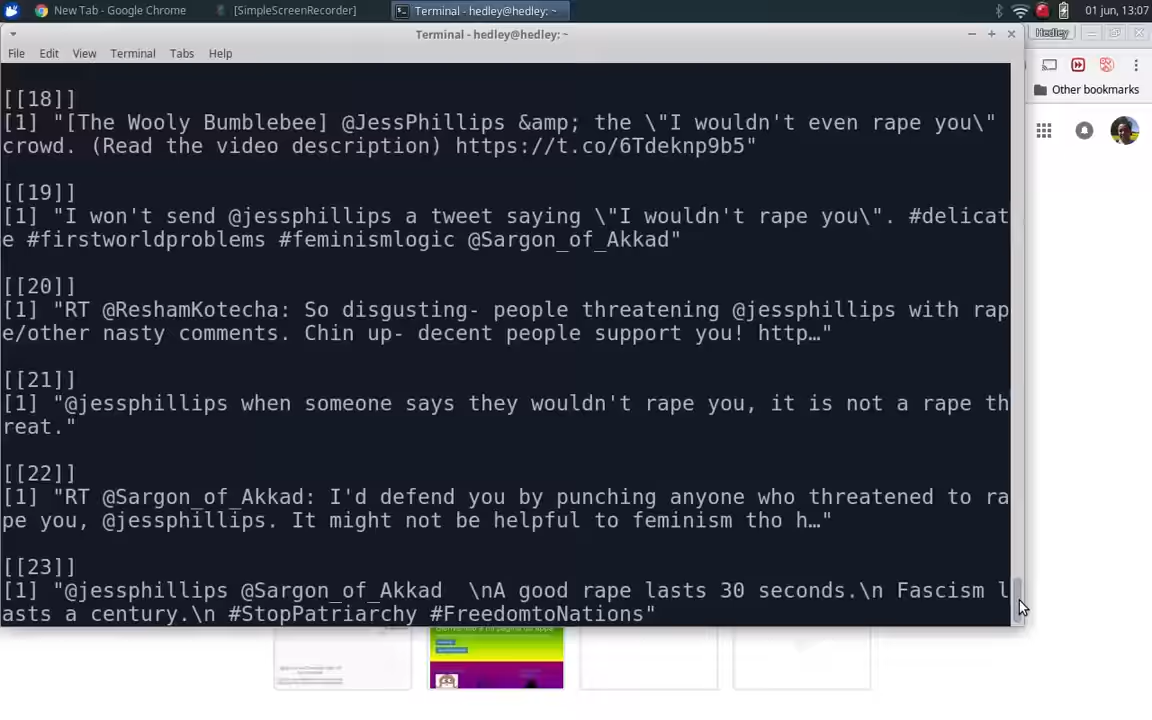 New Tab - Google Chrome
[SimpleScreenRecorder]
Terminal - hedley@hedley: ~
01 jun, 13:07
Terminal - hedley@hedley: ~
Hedley
File Edit View Terminal Tabs Help
Other bookmarks
[[18]]
[1] "[The Wooly Bumblebee] @JessPhillips &amp; the \"I wouldn't even rape you\"
crowd. (Read the video description) https://t.co/6Tdeknp9b5"
[[19]]
[1] "I won't send @jessphillips a tweet saying \"I wouldn't rape you\". #delicat
e #firstworldproblems #feminismlogic @Sargon_of_Akkad"
[[20]]
[1] "RT @ReshamKotecha: So disgusting- people threatening @jessphillips with rap
e/other nasty comments. Chin up- decent people support you! http…"
[[21]]
[1] "@jessphillips when someone says they wouldn't rape you, it is not a rape th
reat."
[[22]]
[1] "RT @Sargon_of_Akkad: I'd defend you by punching anyone who threatened to ra
pe you, @jessphillips. It might not be helpful to feminism tho h…"
[[23]]
[1] "@jessphillips @Sargon_of_Akkad  \nA good rape lasts 30 seconds.\n Fascism l
asts a century.\n #StopPatriarchy #FreedomtoNations"